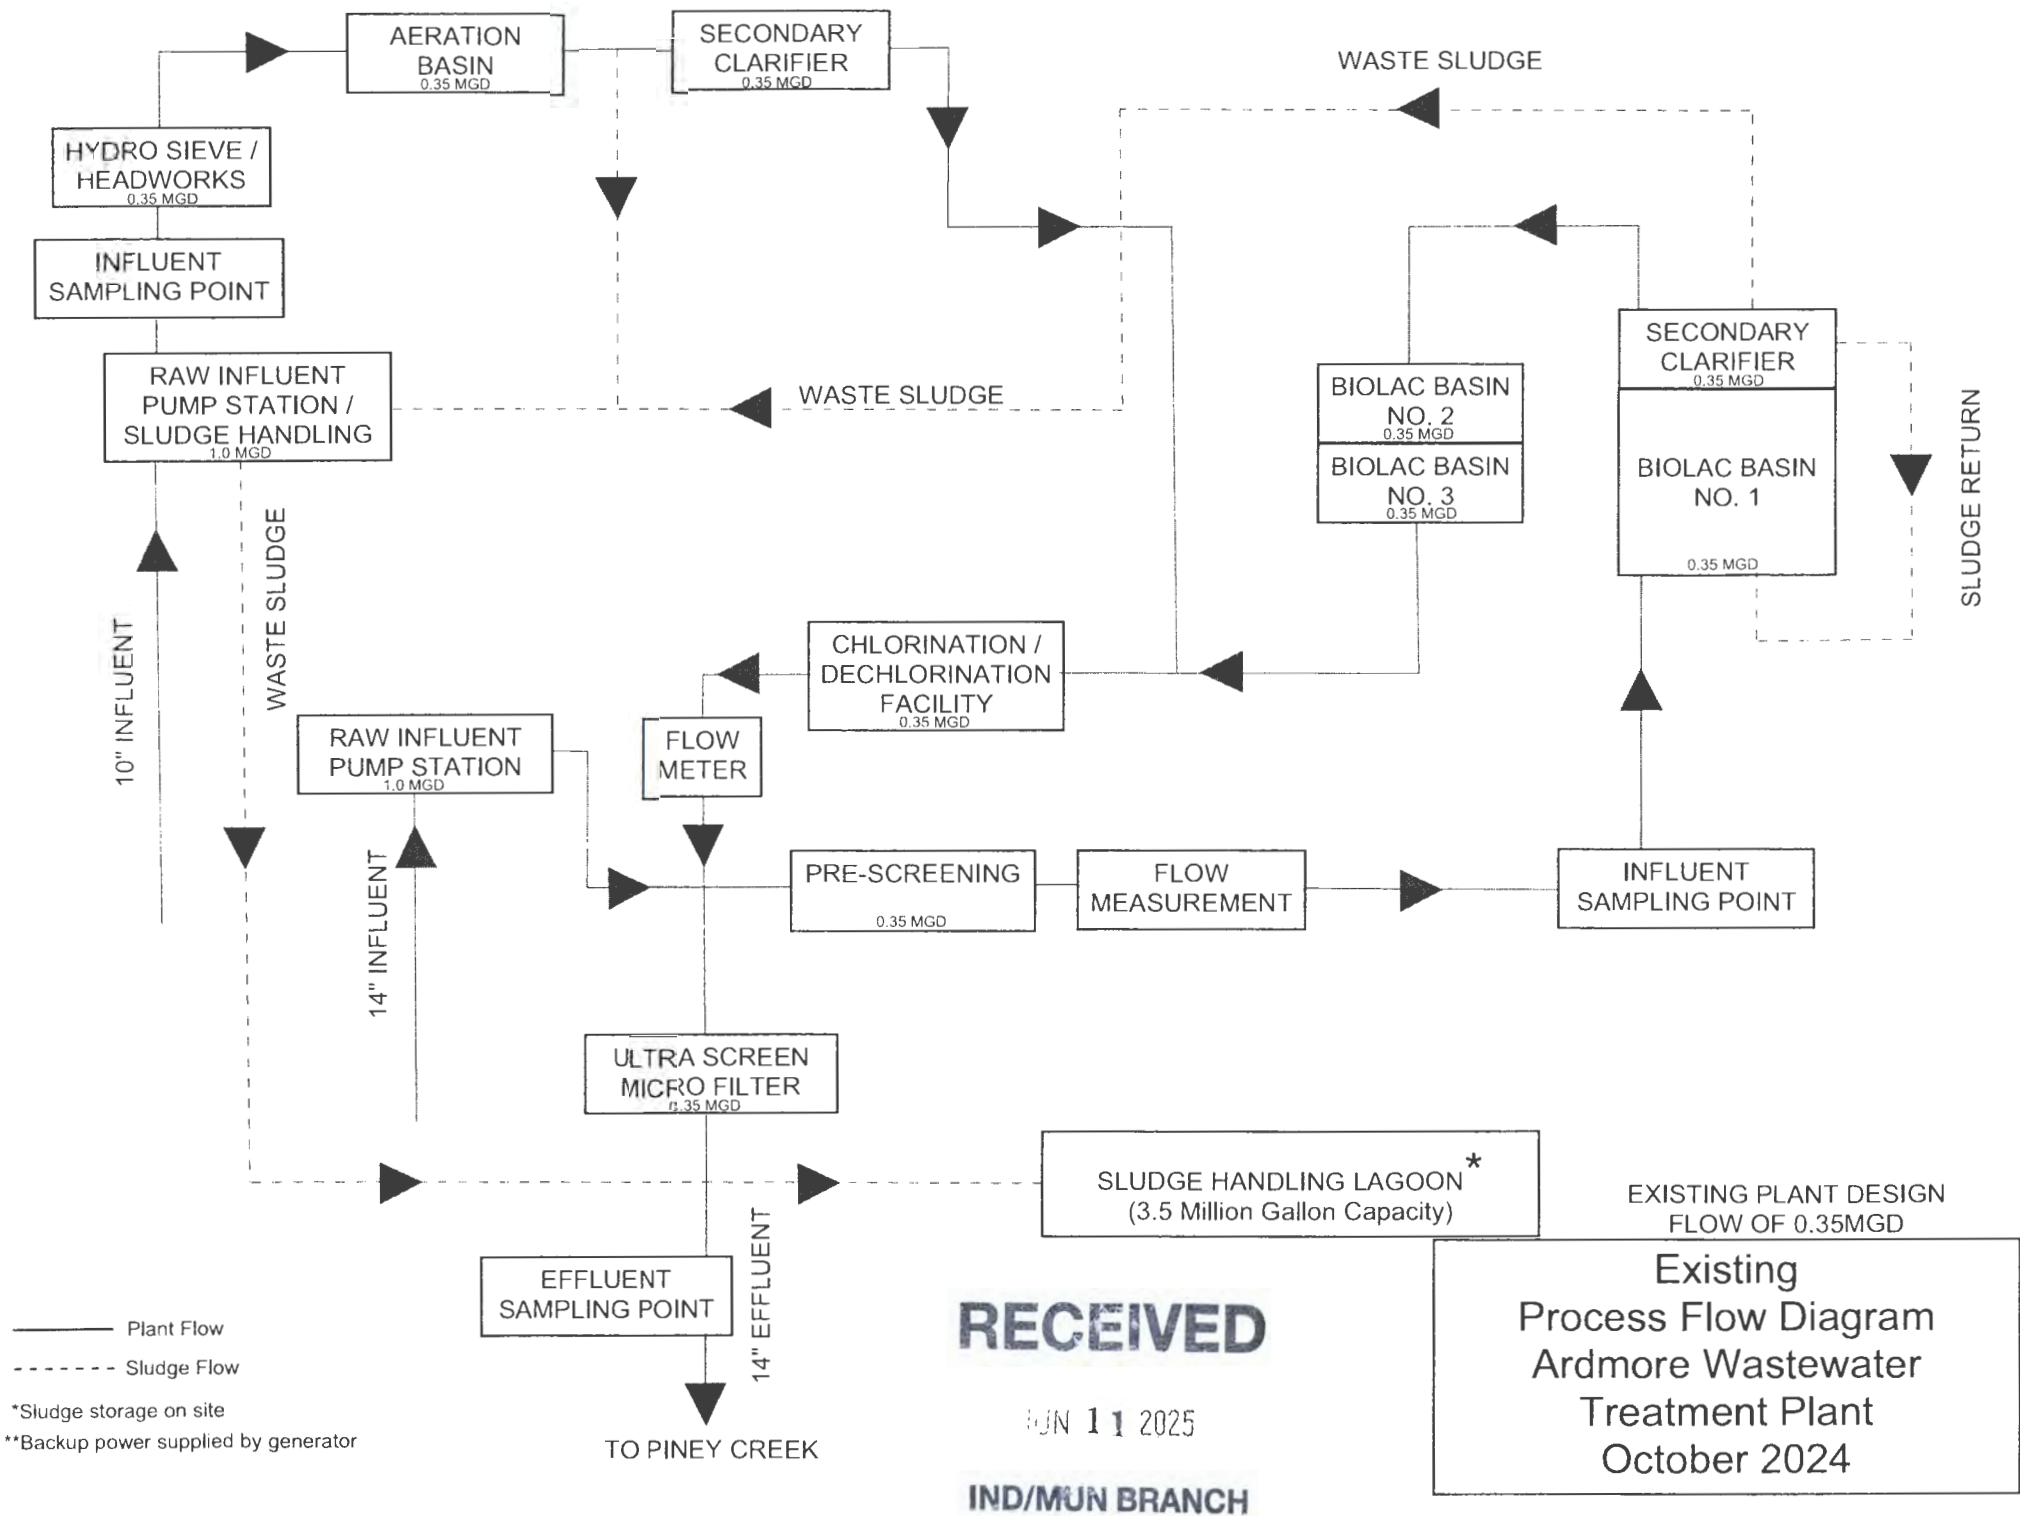 AERATION
BASIN
0.35 MGD
SECONDARY
CLARIFIER
0.35 MGD
WASTE SLUDGE
HYDRO SIEVE /
HEADWORKS
0.35 MGD
INFLUENT
SAMPLING POINT
RAW INFLUENT
PUMP STATION /
SLUDGE HANDLING
1.0 MGD
WASTE SLUDGE
SECONDARY
CLARIFIER
0.35 MGD
BIOLAC BASIN
NO. 1
0.35 MGD
BIOLAC BASIN
NO. 2
0.35 MGD
BIOLAC BASIN
NO. 3
0.35 MGD
SLUDGE RETURN
10" INFLUENT
WASTE SLUDGE
CHLORINATION /
DECHLORINATION
FACILITY
0.35 MGD
RAW INFLUENT
PUMP STATION
1.0 MGD
FLOW
METER
14" INFLUENT
PRE-SCREENING
0.35 MGD
FLOW
MEASUREMENT
INFLUENT
SAMPLING POINT
ULTRA SCREEN
MICRO FILTER
0.35 MGD
SLUDGE HANDLING LAGOON*
(3.5 Million Gallon Capacity)
EXISTING PLANT DESIGN
FLOW OF 0.35MGD
EFFLUENT
SAMPLING POINT
14" EFFLUENT
TO PINEY CREEK
Plant Flow
Sludge Flow
*Sludge storage on site
**Backup power supplied by generator
RECEIVED
JUN 11 2025
IND/MUN BRANCH
Existing
Process Flow Diagram
Ardmore Wastewater
Treatment Plant
October 2024